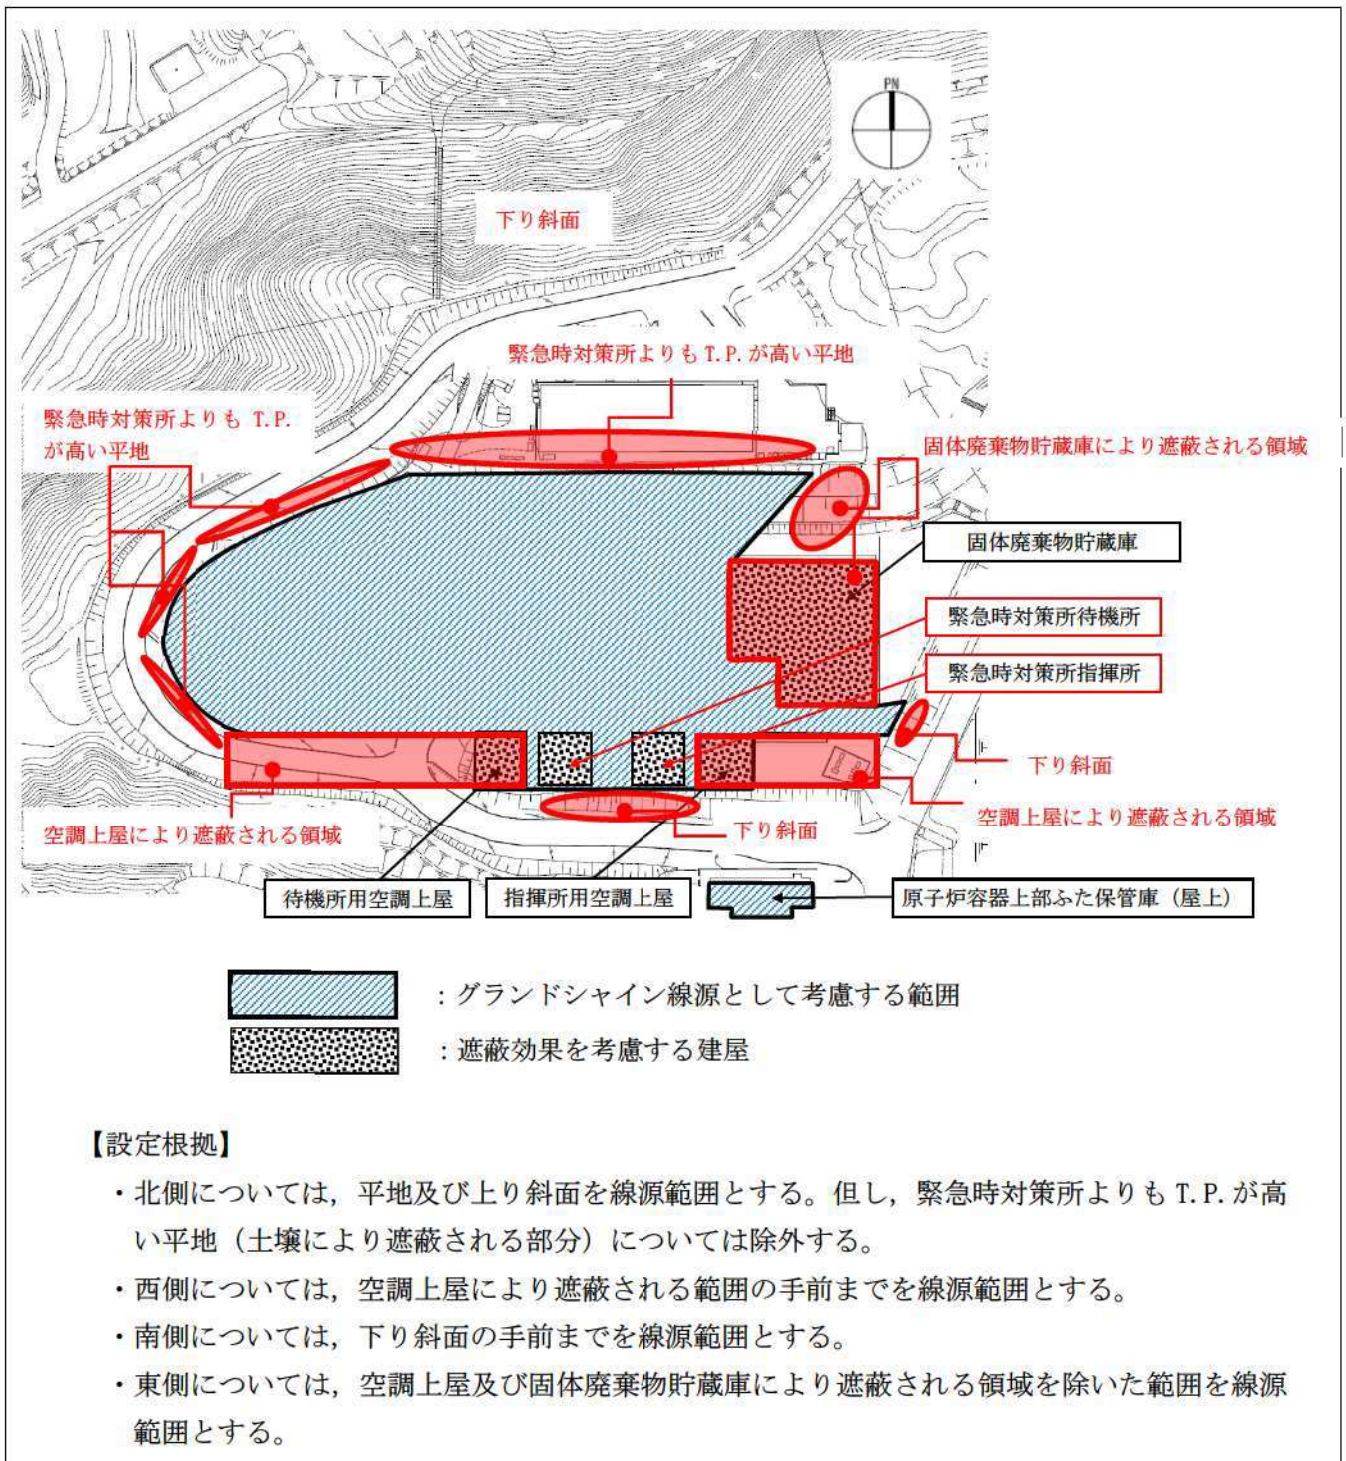 PN
下り斜面
緊急時対策所よりも T.P. が高い平地
緊急時対策所よりも T.P.
が高い平地
固体廃棄物貯蔵庫により遮蔽される領域
固体廃棄物貯蔵庫
緊急時対策所待機所
緊急時対策所指揮所
下り斜面
空調上屋により遮蔽される領域
空調上屋により遮蔽される領域
下り斜面
待機所用空調上屋
指揮所用空調上屋
原子炉容器上部ふた保管庫（屋上）
：グランドシャイン線源として考慮する範囲
：遮蔽効果を考慮する建屋
【設定根拠】
・北側については，平地及び上り斜面を線源範囲とする。但し，緊急時対策所よりも T.P. が高
い平地（土壌により遮蔽される部分）については除外する。
・西側については，空調上屋により遮蔽される範囲の手前までを線源範囲とする。
・南側については，下り斜面の手前までを線源範囲とする。
・東側については，空調上屋及び固体廃棄物貯蔵庫により遮蔽される領域を除いた範囲を線源
範囲とする。